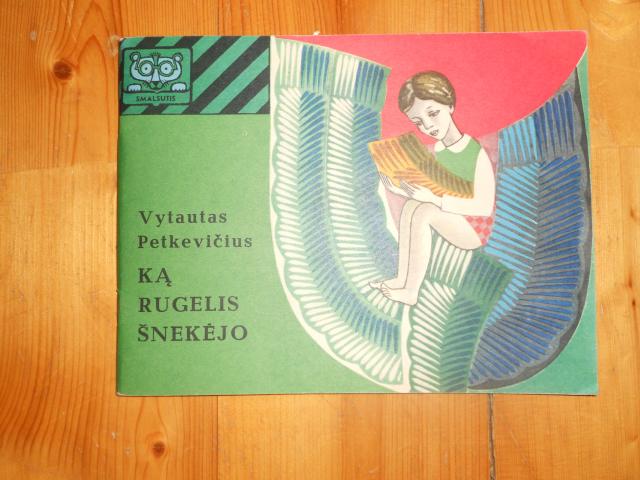 SMALSUTIS
Vytautas
Petkevičius
KĄ
RUGELIS
ŠNEKĖJO